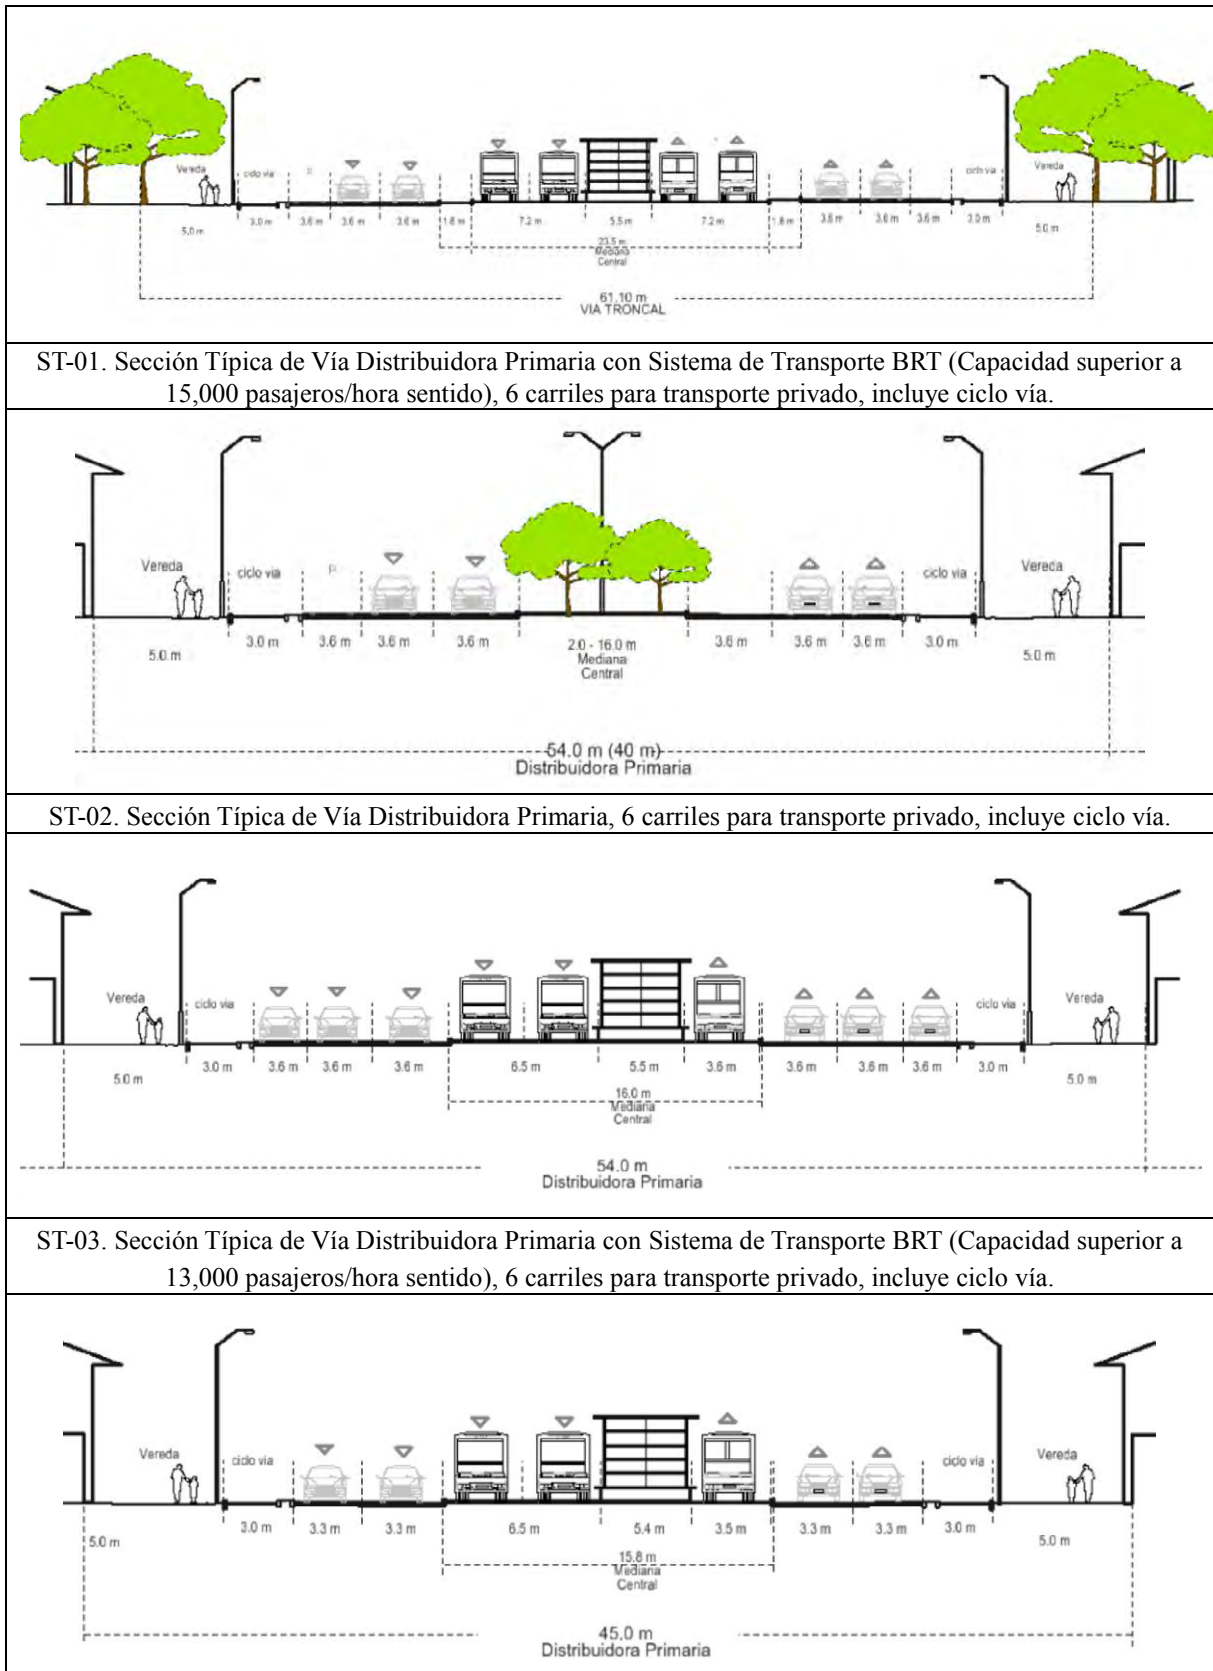 Vereda
ciclo via
P
ciclo via
Vereda
5.0 m
3.0 m
3.6 m
3.6 m
3.6 m
1.8 m
7.2 m
5.5 m
7.2 m
1.8 m
3.6 m
3.6 m
3.6 m
3.0 m
5.0 m
23.5 m
Mediana
Central
61.10 m
VIA TRONCAL
ST-01. Sección Típica de Vía Distribuidora Primaria con Sistema de Transporte BRT (Capacidad superior a
15,000 pasajeros/hora sentido), 6 carriles para transporte privado, incluye ciclo vía.
Vereda
ciclo via
P
ciclo via
Vereda
5.0 m
3.0 m
3.6 m
3.6 m
3.6 m
2.0 - 16.0 m
Mediana
Central
3.6 m
3.6 m
3.6 m
3.0 m
5.0 m
54.0 m (40 m)
Distribuidora Primaria
ST-02. Sección Típica de Vía Distribuidora Primaria, 6 carriles para transporte privado, incluye ciclo vía.
Vereda
ciclo via
ciclo via
Vereda
5.0 m
3.0 m
3.6 m
3.6 m
3.6 m
6.5 m
5.5 m
3.6 m
3.6 m
3.6 m
3.6 m
3.0 m
5.0 m
16.0 m
Mediana
Central
54.0 m
Distribuidora Primaria
ST-03. Sección Típica de Vía Distribuidora Primaria con Sistema de Transporte BRT (Capacidad superior a
13,000 pasajeros/hora sentido), 6 carriles para transporte privado, incluye ciclo vía.
Vereda
ciclo via
ciclo via
Vereda
5.0 m
3.0 m
3.3 m
3.3 m
6.5 m
5.4 m
3.5 m
3.3 m
3.3 m
3.0 m
5.0 m
15.8 m
Mediana
Central
45.0 m
Distribuidora Primaria